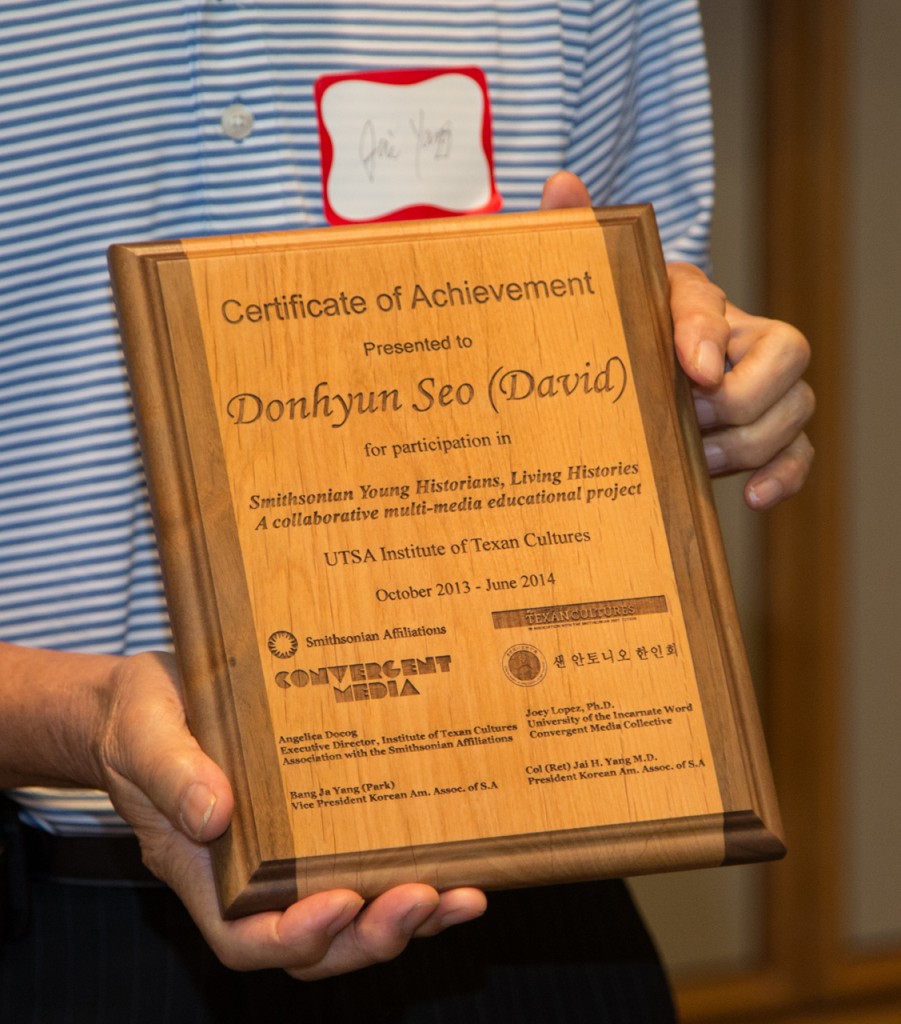 Jai Yang
Certificate of Achievement
Presented to
Donhyun Seo (David)
for participation in
Smithsonian Young Historians, Living Histories
A collaborative multi-media educational project
UTSA Institute of Texan Cultures
October 2013 - June 2014
Smithsonian Affiliations
TEXAN CULTURES
CONVERGENT
MEDIA
샌 안토니오 한인회
Angelica Docog
Executive Director, Institute of Texan Cultures
Association with the Smithsonian Affiliations
Joey Lopez, Ph.D.
University of the Incarnate Word
Convergent Media Collective
Bang Ja Yang (Park)
Vice President Korean Am. Assoc. of S.A
Col (Ret) Jai H. Yang M.D.
President Korean Am. Assoc. of S.A